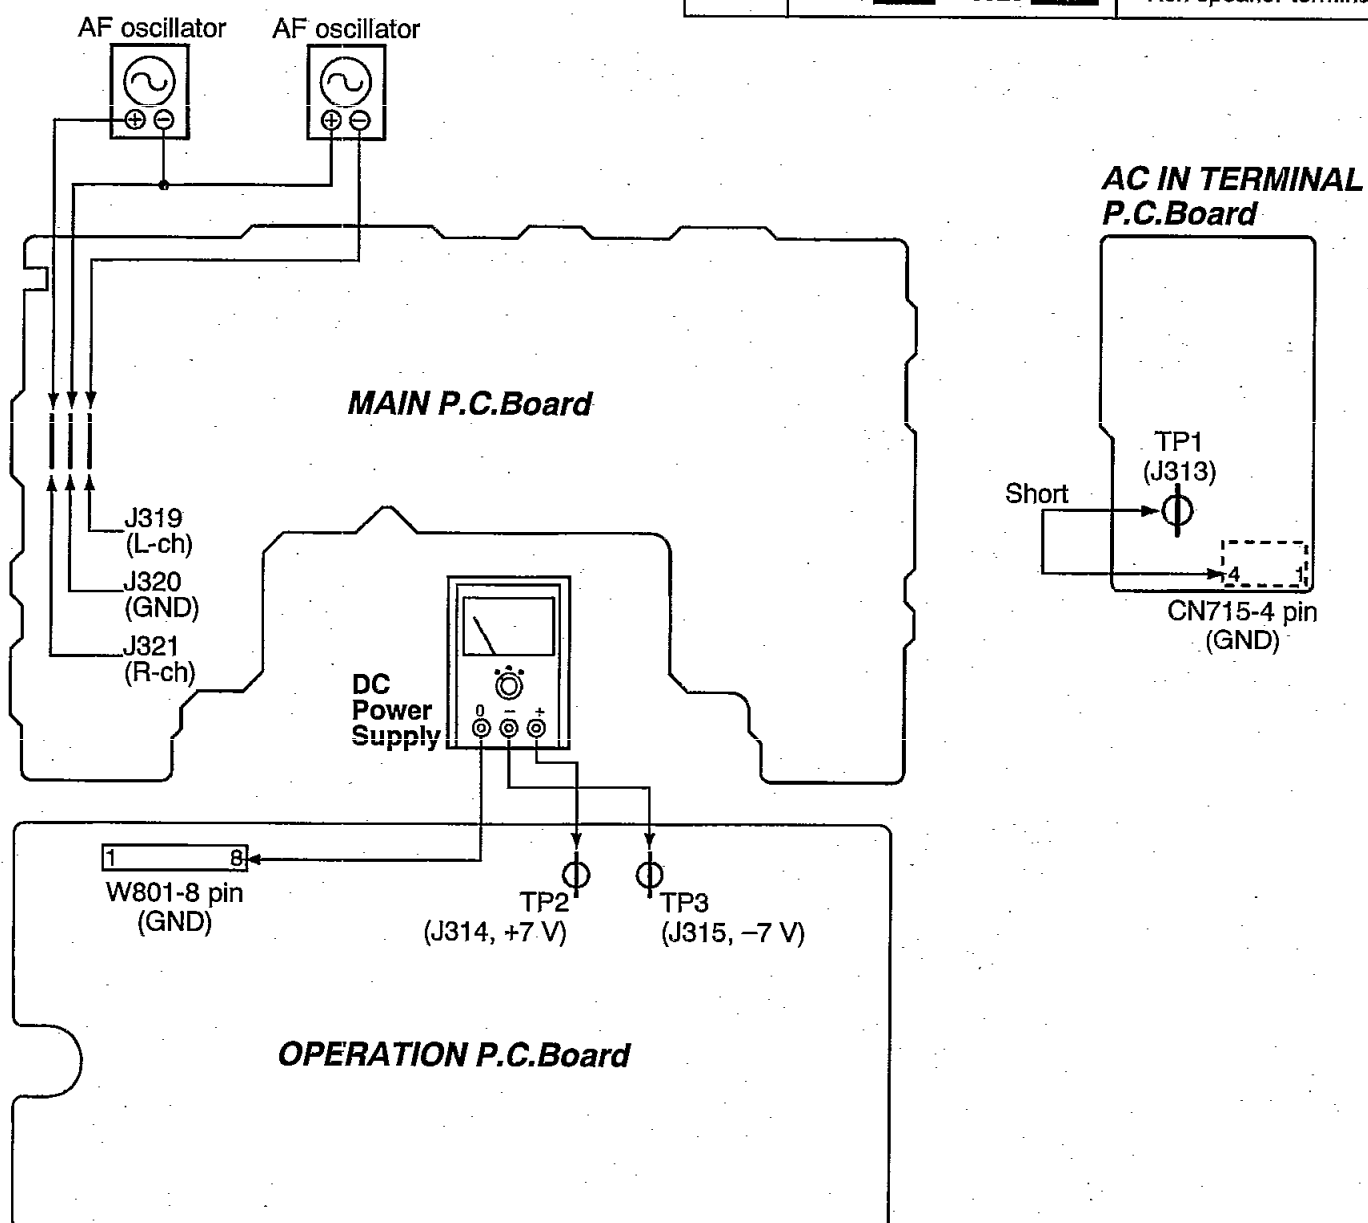 AF oscillator
AF oscillator
AC IN TERMINAL
P.C.Board
MAIN P.C.Board
TP1
(J313)
Short
4 1
CN715-4 pin
(GND)
J319
(L-ch)
J320
(GND)
J321
(R-ch)
DC
Power
Supply
0 − +
1 8
W801-8 pin
(GND)
TP2
(J314, +7 V)
TP3
(J315, −7 V)
OPERATION P.C.Board